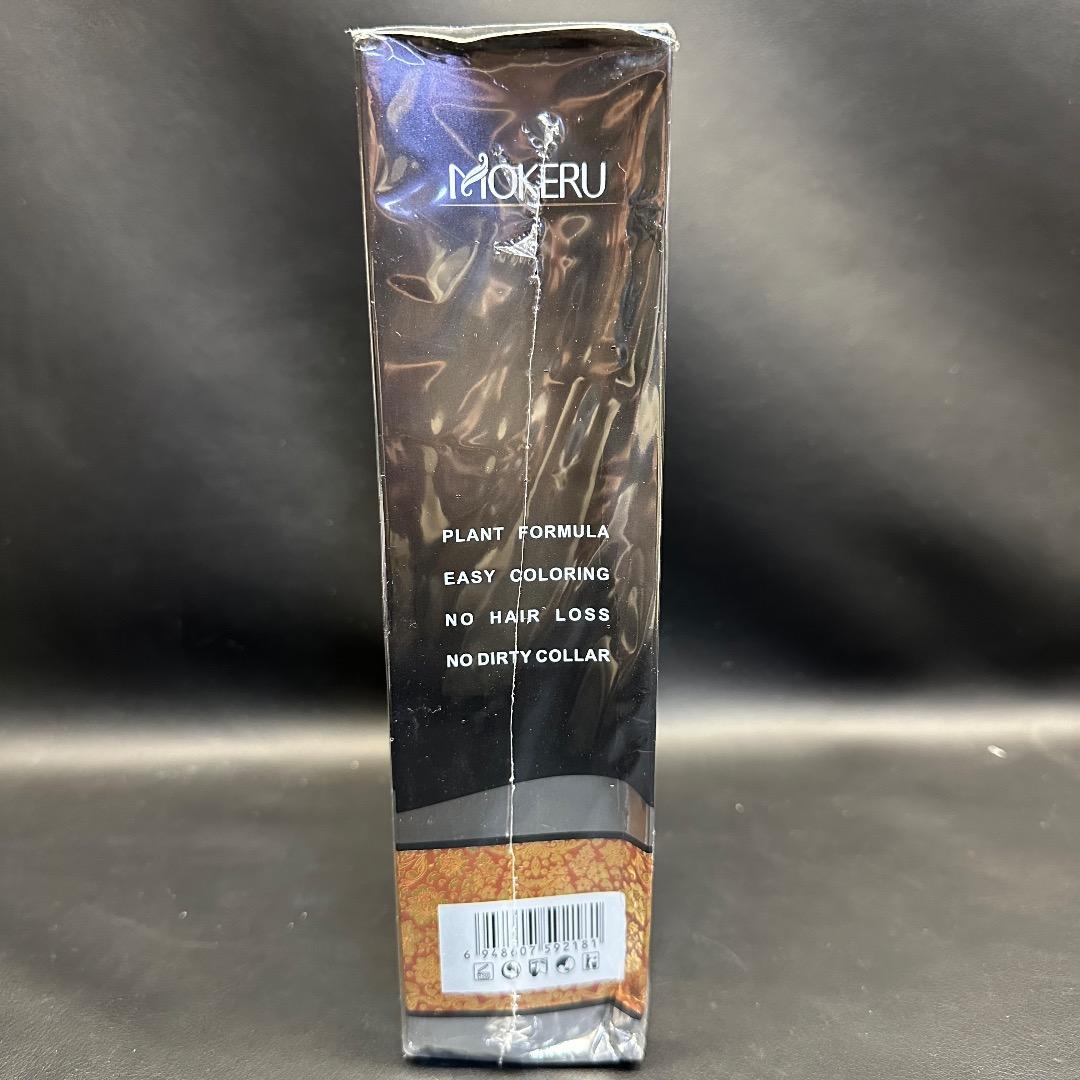 MOKERU
PLANT FORMULA
EASY COLORING
NO HAIR LOSS
NO DIRTY COLLAR
6 948607 592181